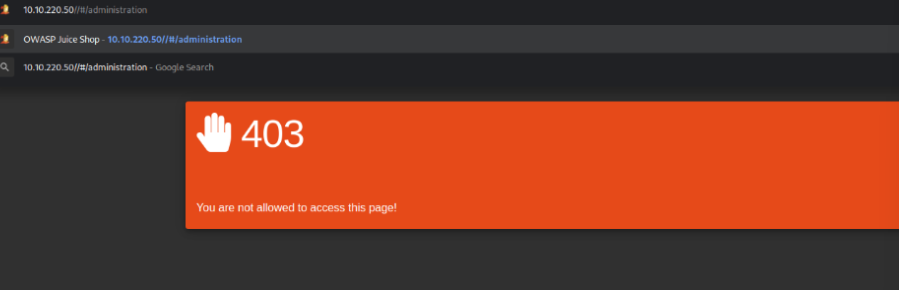 10.10.220.50//#/administration
OWASP Juice Shop - 10.10.220.50//#/administration
10.10.220.50//#/administration - Google Search
403
You are not allowed to access this page!